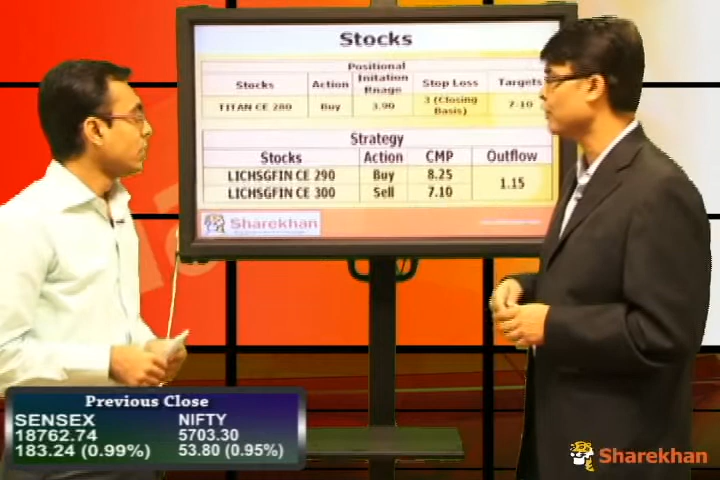 Stocks
Positional
Stocks Action Initation Rnage Stop Loss Targets
TITAN CE 280 Buy 3.90 3 (Closing Basis) 7-10
Strategy
Stocks Action CMP Outflow
LICHSGFIN CE 290 Buy 8.25 1.15
LICHSGFIN CE 300 Sell 7.10
Sharekhan
Previous Close
SENSEX NIFTY
18762.74 5703.30
183.24 (0.99%) 53.80 (0.95%)
Sharekhan